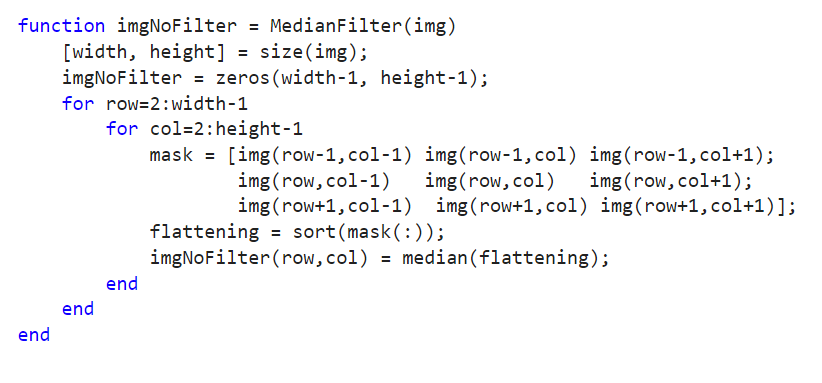 function imgNoFilter = MedianFilter(img)
    [width, height] = size(img);
    imgNoFilter = zeros(width-1, height-1);
    for row=2:width-1
        for col=2:height-1
            mask = [img(row-1,col-1) img(row-1,col) img(row-1,col+1);
                    img(row,col-1)   img(row,col)   img(row,col+1);
                    img(row+1,col-1)  img(row+1,col) img(row+1,col+1)];
            flattening = sort(mask(:));
            imgNoFilter(row,col) = median(flattening);
        end
    end
end